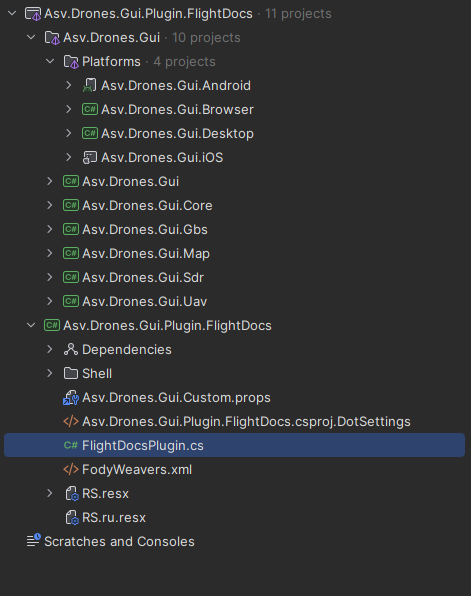 Asv.Drones.Gui.Plugin.FlightDocs · 11 projects
Asv.Drones.Gui · 10 projects
Platforms · 4 projects
Asv.Drones.Gui.Android
C# Asv.Drones.Gui.Browser
C# Asv.Drones.Gui.Desktop
Asv.Drones.Gui.iOS
C# Asv.Drones.Gui
C# Asv.Drones.Gui.Core
C# Asv.Drones.Gui.Gbs
C# Asv.Drones.Gui.Map
C# Asv.Drones.Gui.Sdr
C# Asv.Drones.Gui.Uav
C# Asv.Drones.Gui.Plugin.FlightDocs
Dependencies
Shell
Asv.Drones.Gui.Custom.props
</> Asv.Drones.Gui.Plugin.FlightDocs.csproj.DotSettings
C# FlightDocsPlugin.cs
</> FodyWeavers.xml
RS.resx
RS.ru.resx
Scratches and Consoles